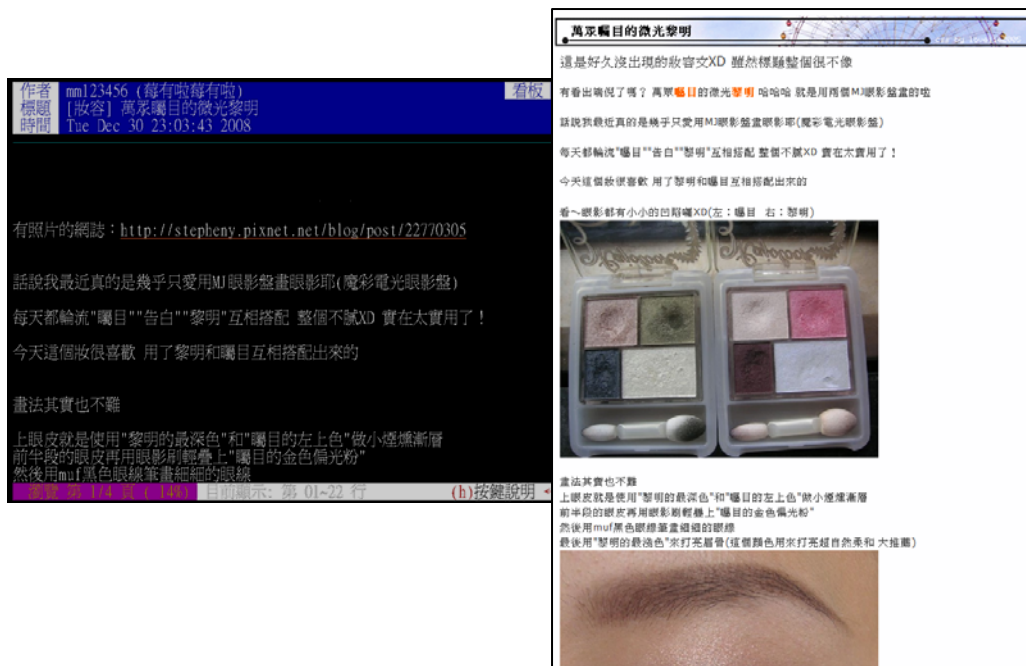 作者 mm123456 (莓有啦莓有啦) 看板
標題 [妝容] 萬眾矚目的微光黎明
時間 Tue Dec 30 23:03:43 2008
有照片的網誌：http://stepheny.pixnet.net/blog/post/22770305
話說我最近真的是幾乎只愛用MJ眼影盤畫眼影耶(魔彩電光眼影盤)
每天都輪流"矚目""告白""黎明"互相搭配 整個不膩XD 實在太實用了！
今天這個妝很喜歡 用了黎明和矚目互相搭配出來的
畫法其實也不難
上眼皮就是使用"黎明的最深色"和"矚目的左上色"做小煙燻漸層
前半段的眼皮再用眼影刷輕疊上"矚目的金色偏光粉"
然後用muf黑色眼線筆畫細細的眼線
瀏覽 第 1/4 頁 ( 14%) 目前顯示: 第 01~22 行 (h)按鍵說明
萬眾矚目的微光黎明
這是好久沒出現的妝容文XD 雖然標題整個很不像
有看出端倪了嗎？ 萬眾矚目的微光黎明 哈哈哈 就是用兩個MJ眼影盤畫的啦
話說我最近真的是幾乎只愛用MJ眼影盤畫眼影耶(魔彩電光眼影盤)
每天都輪流"矚目""告白""黎明"互相搭配 整個不膩XD 實在太實用了！
今天這個妝很喜歡 用了黎明和矚目互相搭配出來的
看～眼影都有小小的凹陷囉XD(左：矚目 右：黎明)
畫法其實也不難
上眼皮就是使用"黎明的最深色"和"矚目的左上色"做小煙燻漸層
前半段的眼皮再用眼影刷輕疊上"矚目的金色偏光粉"
然後用muf黑色眼線筆畫細細的眼線
最後用"黎明的最淺色"來打亮眉骨(這個顏色用來打亮超自然柔和 大推薦)